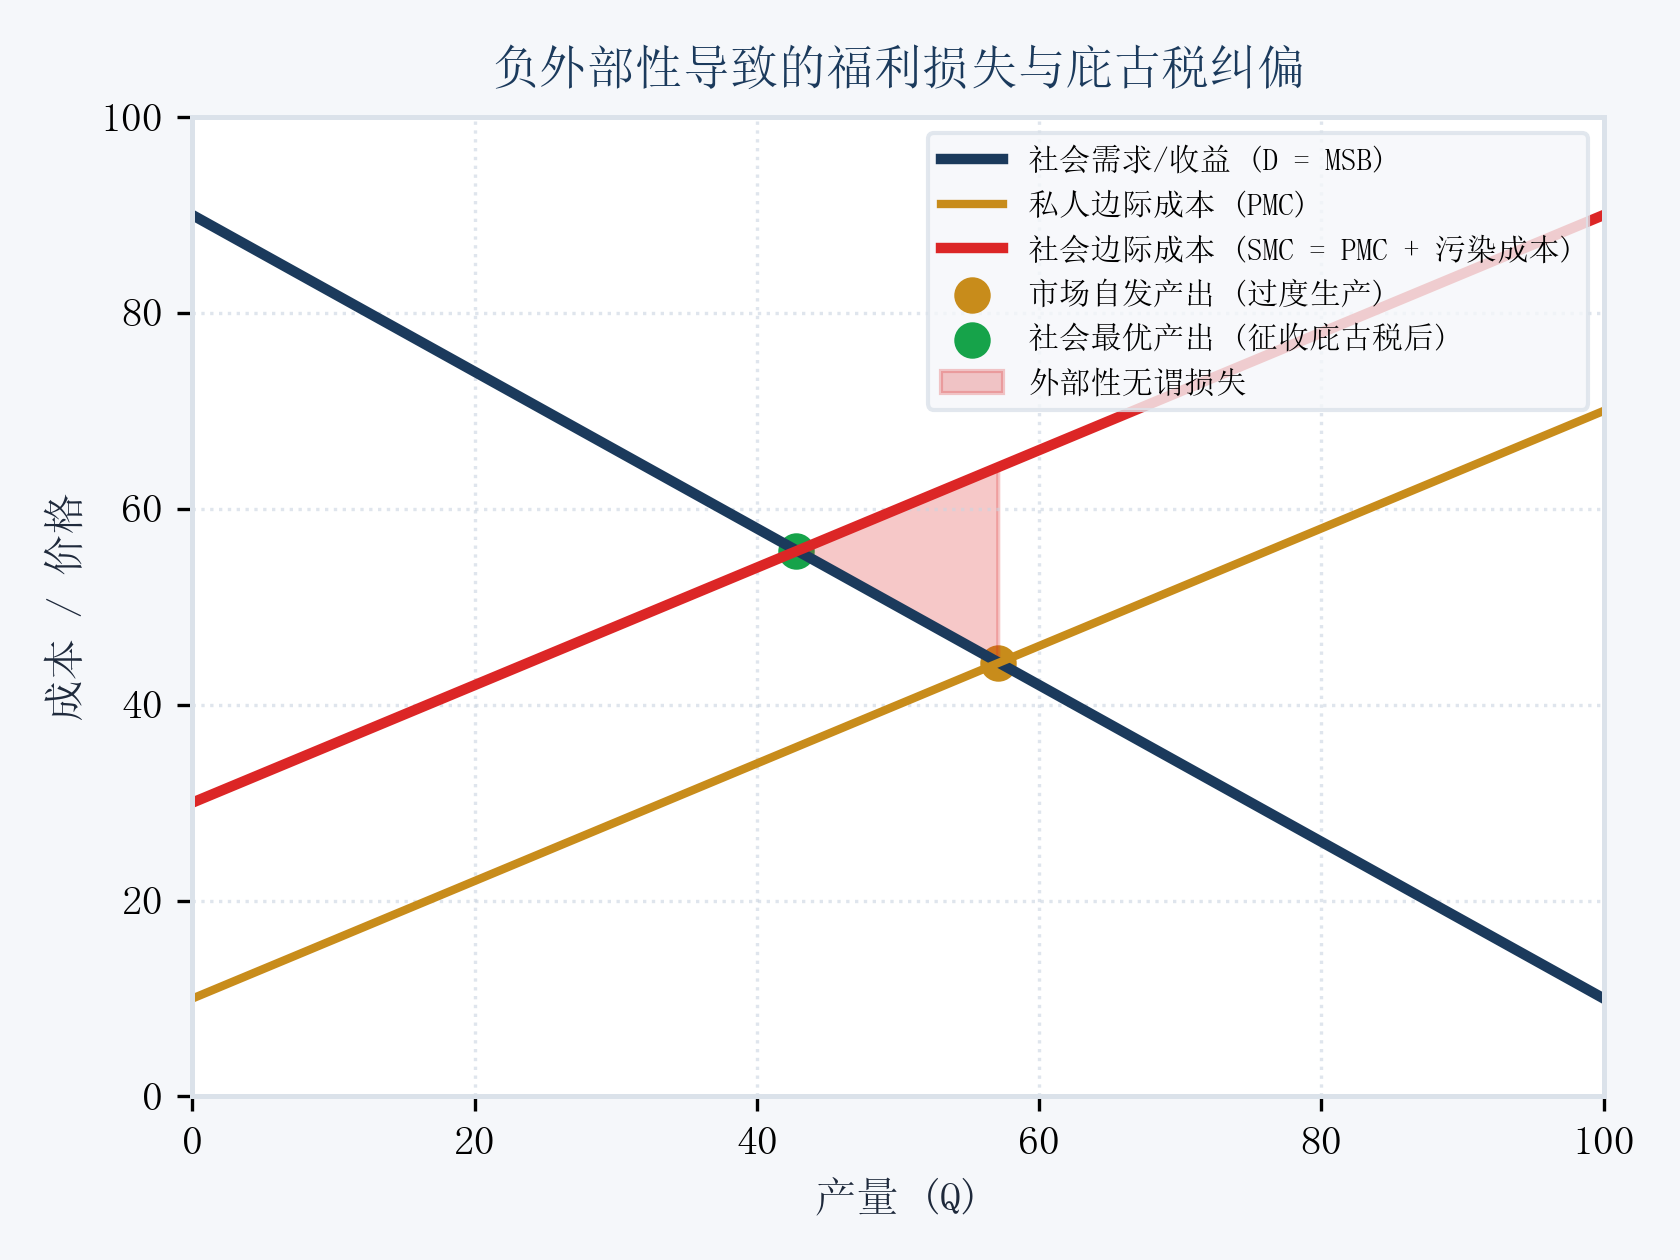 负外部性导致的福利损失与庇古税纠偏
100
80
60
40
20
0
成本 / 价格
社会需求/收益 (D = MSB)
私人边际成本 (PMC)
社会边际成本 (SMC = PMC + 污染成本)
市场自发产出 (过度生产)
社会最优产出 (征收庇古税后)
外部性无谓损失
0 20 40 60 80 100
产量 (Q)